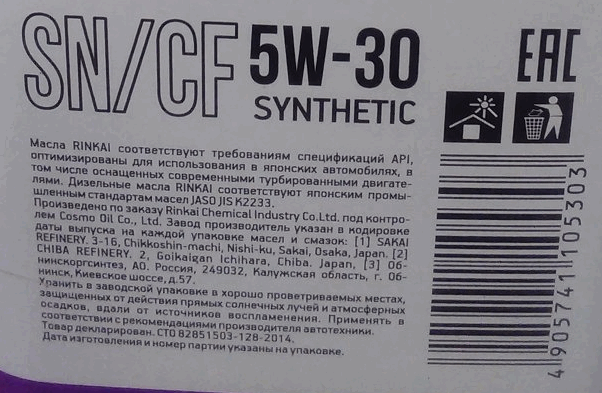 SN/CF 5W-30
SYNTHETIC
EAC
Масла RINKAI соответствуют требованиям спецификаций API,
оптимизированы для использования в японских автомобилях, в
том числе оснащенных современными турбированными двигате-
лями. Дизельные масла RINKAI соответствуют японским промы-
шленным стандартам масел JASO JIS K2233.
Произведено по заказу Rinkai Chemical Industry Co.Ltd. под контро-
лем Cosmo Oil Co., Ltd. Завод производитель указан в кодировке
даты выпуска на каждой упаковке масел и смазок: [1] SAKAI
REFINERY. 3-16, Chikkoshin-machi, Nishi-ku, Sakai, Osaka, Japan. [2]
CHIBA REFINERY. 2, Goikaigan Ichihara, Chiba. Japan, [3] Об-
нинскоргсинтез, АО. Россия, 249032, Калужская область, г. Об-
нинск, Киевское шоссе, д.57.
Хранить в заводской упаковке в хорошо проветриваемых местах,
защищенных от действия прямых солнечных лучей и атмосферных
осадков, вдали от источников воспламенения. Применять в
соответствии с рекомендациями производителя автотехники.
Товар декларирован. СТО 82851503-128-2014.
Дата изготовления и номер партии указаны на упаковке.
4 905741 105303